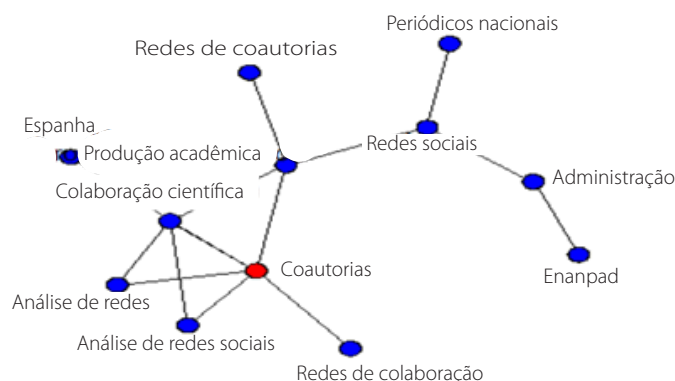 Periódicos nacionais
Redes de coautorias
Espanha
Redes sociais
Produção acadêmica
Administração
Colaboração científica
Coautorias
Enanpad
Análise de redes
Análise de redes sociais
Redes de colaboracão